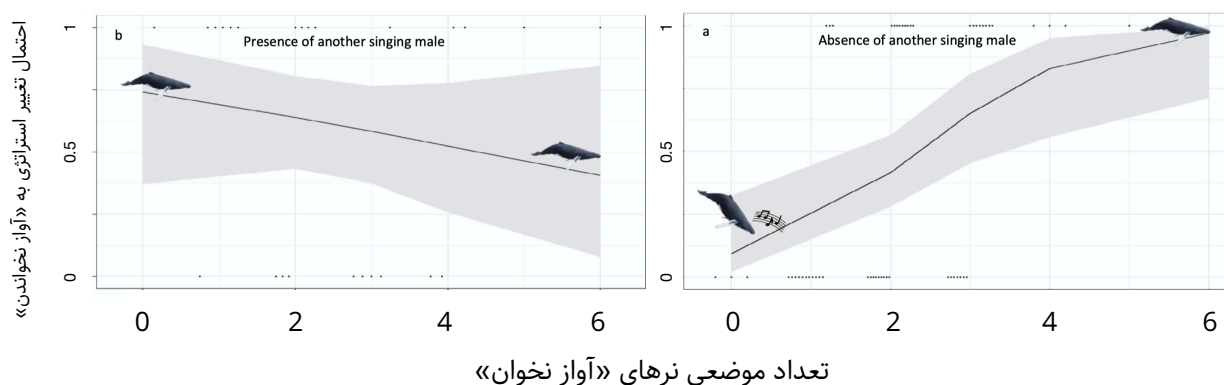 احتمال تغییر استراتژی به «آواز نخواندن»
1
0.5
0
b
Presence of another singing male
0
2
4
6
1
0.5
0
a
Absence of another singing male
0
2
4
6
تعداد موضعی نرهای «آواز نخوان»